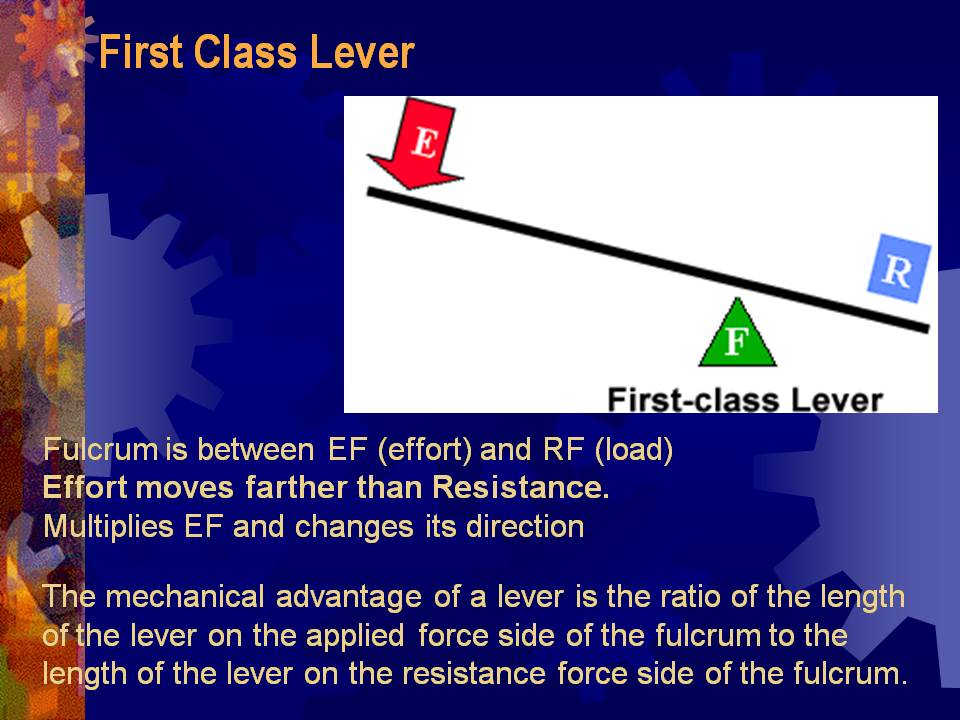 First Class Lever
E
R
F
First-class Lever
Fulcrum is between EF (effort) and RF (load)
Effort moves farther than Resistance.
Multiplies EF and changes its direction
The mechanical advantage of a lever is the ratio of the length
of the lever on the applied force side of the fulcrum to the
length of the lever on the resistance force side of the fulcrum.